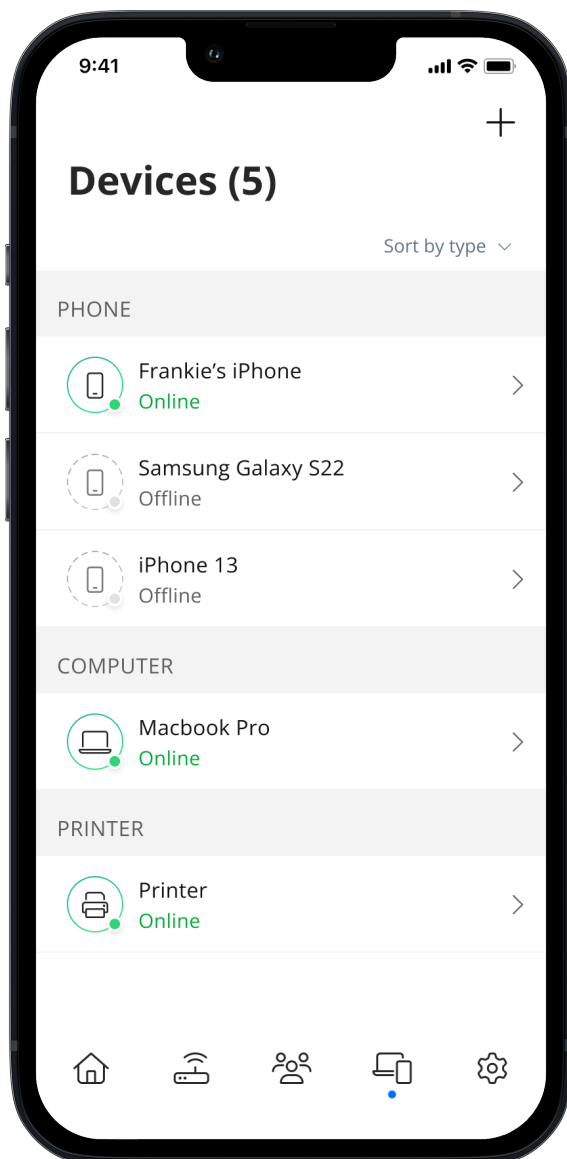 9:41
Devices (5)
Sort by type
PHONE
Frankie’s iPhone
Online
Samsung Galaxy S22
Offline
iPhone 13
Offline
COMPUTER
Macbook Pro
Online
PRINTER
Printer
Online